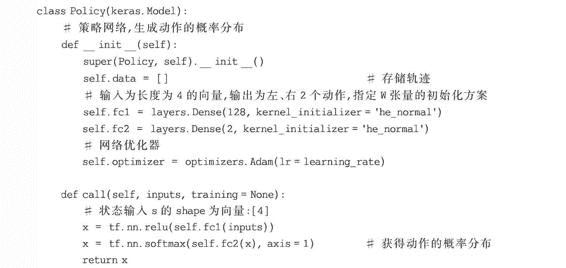 class Policy(keras.Model):
    # 策略网络,生成动作的概率分布
    def __ init __(self):
        super(Policy, self).__ init __()
        self.data = [] # 存储轨迹
        # 输入为长度为 4 的向量,输出为左、右 2 个动作,指定 W 张量的初始化方案
        self.fc1 = layers.Dense(128, kernel_initializer = 'he_normal')
        self.fc2 = layers.Dense(2, kernel_initializer = 'he_normal')
        # 网络优化器
        self.optimizer = optimizers.Adam(lr = learning_rate)
    def call(self, inputs, training = None):
        # 状态输入 s 的 shape 为向量:[4]
        x = tf.nn.relu(self.fc1(inputs))
        x = tf.nn.softmax(self.fc2(x), axis = 1) # 获得动作的概率分布
        return x